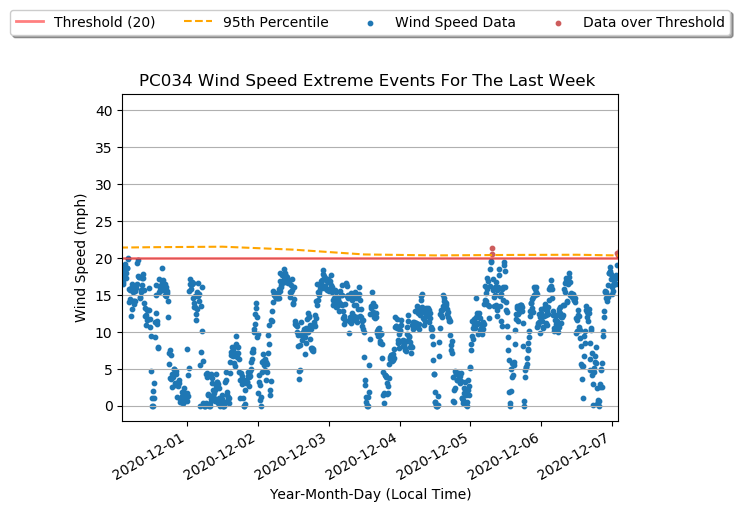 Threshold (20) 95th Percentile Wind Speed Data Data over Threshold
PC034 Wind Speed Extreme Events For The Last Week
40
35
30
25
20
15
10
5
0
Wind Speed (mph)
2020-12-01 2020-12-02 2020-12-03 2020-12-04 2020-12-05 2020-12-06 2020-12-07
Year-Month-Day (Local Time)